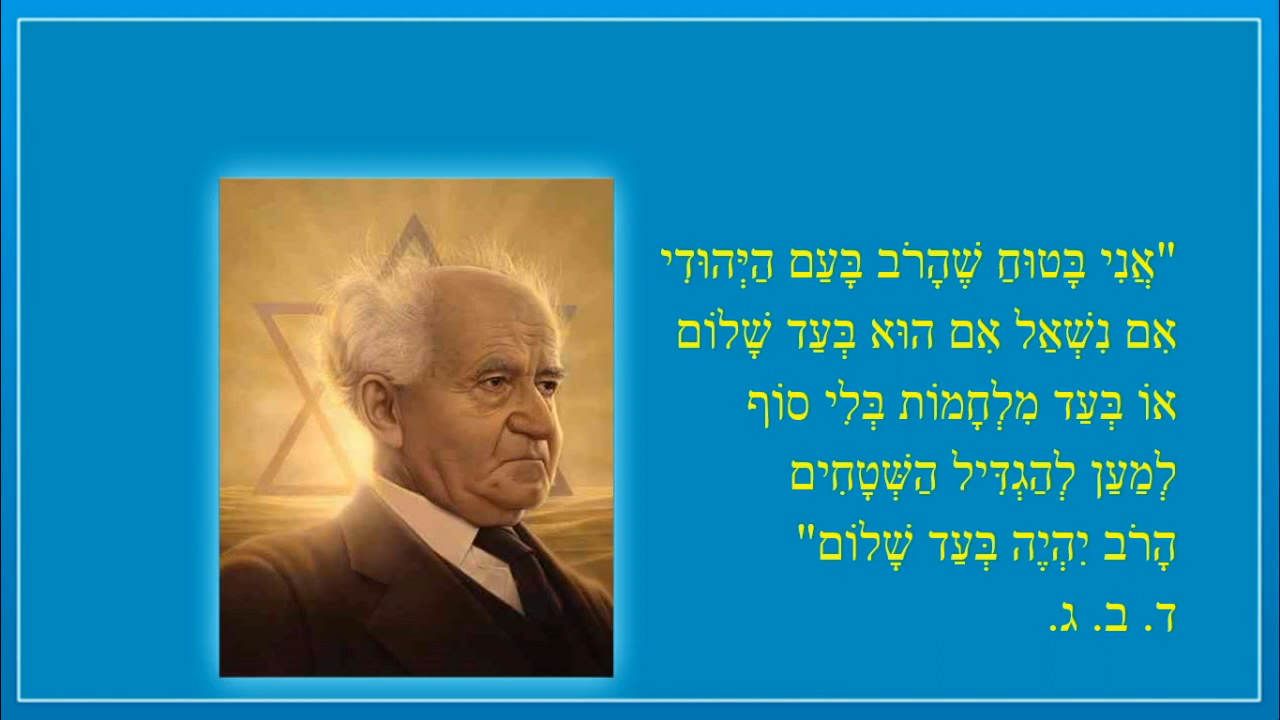 "אֲנִי בָּטוּחַ שֶׁהָרֹב בָּעַם הַיְּהוּדִי
אִם נִשְׁאַל אִם הוּא בְּעַד שָׁלוֹם
אוֹ בְּעַד מִלְחָמוֹת בְּלִי סוֹף
לְמַעַן לְהַגְדִּיל הַשְּׁטָחִים
הָרֹב יִהְיֶה בְּעַד שָׁלוֹם"
ד. ב. ג.